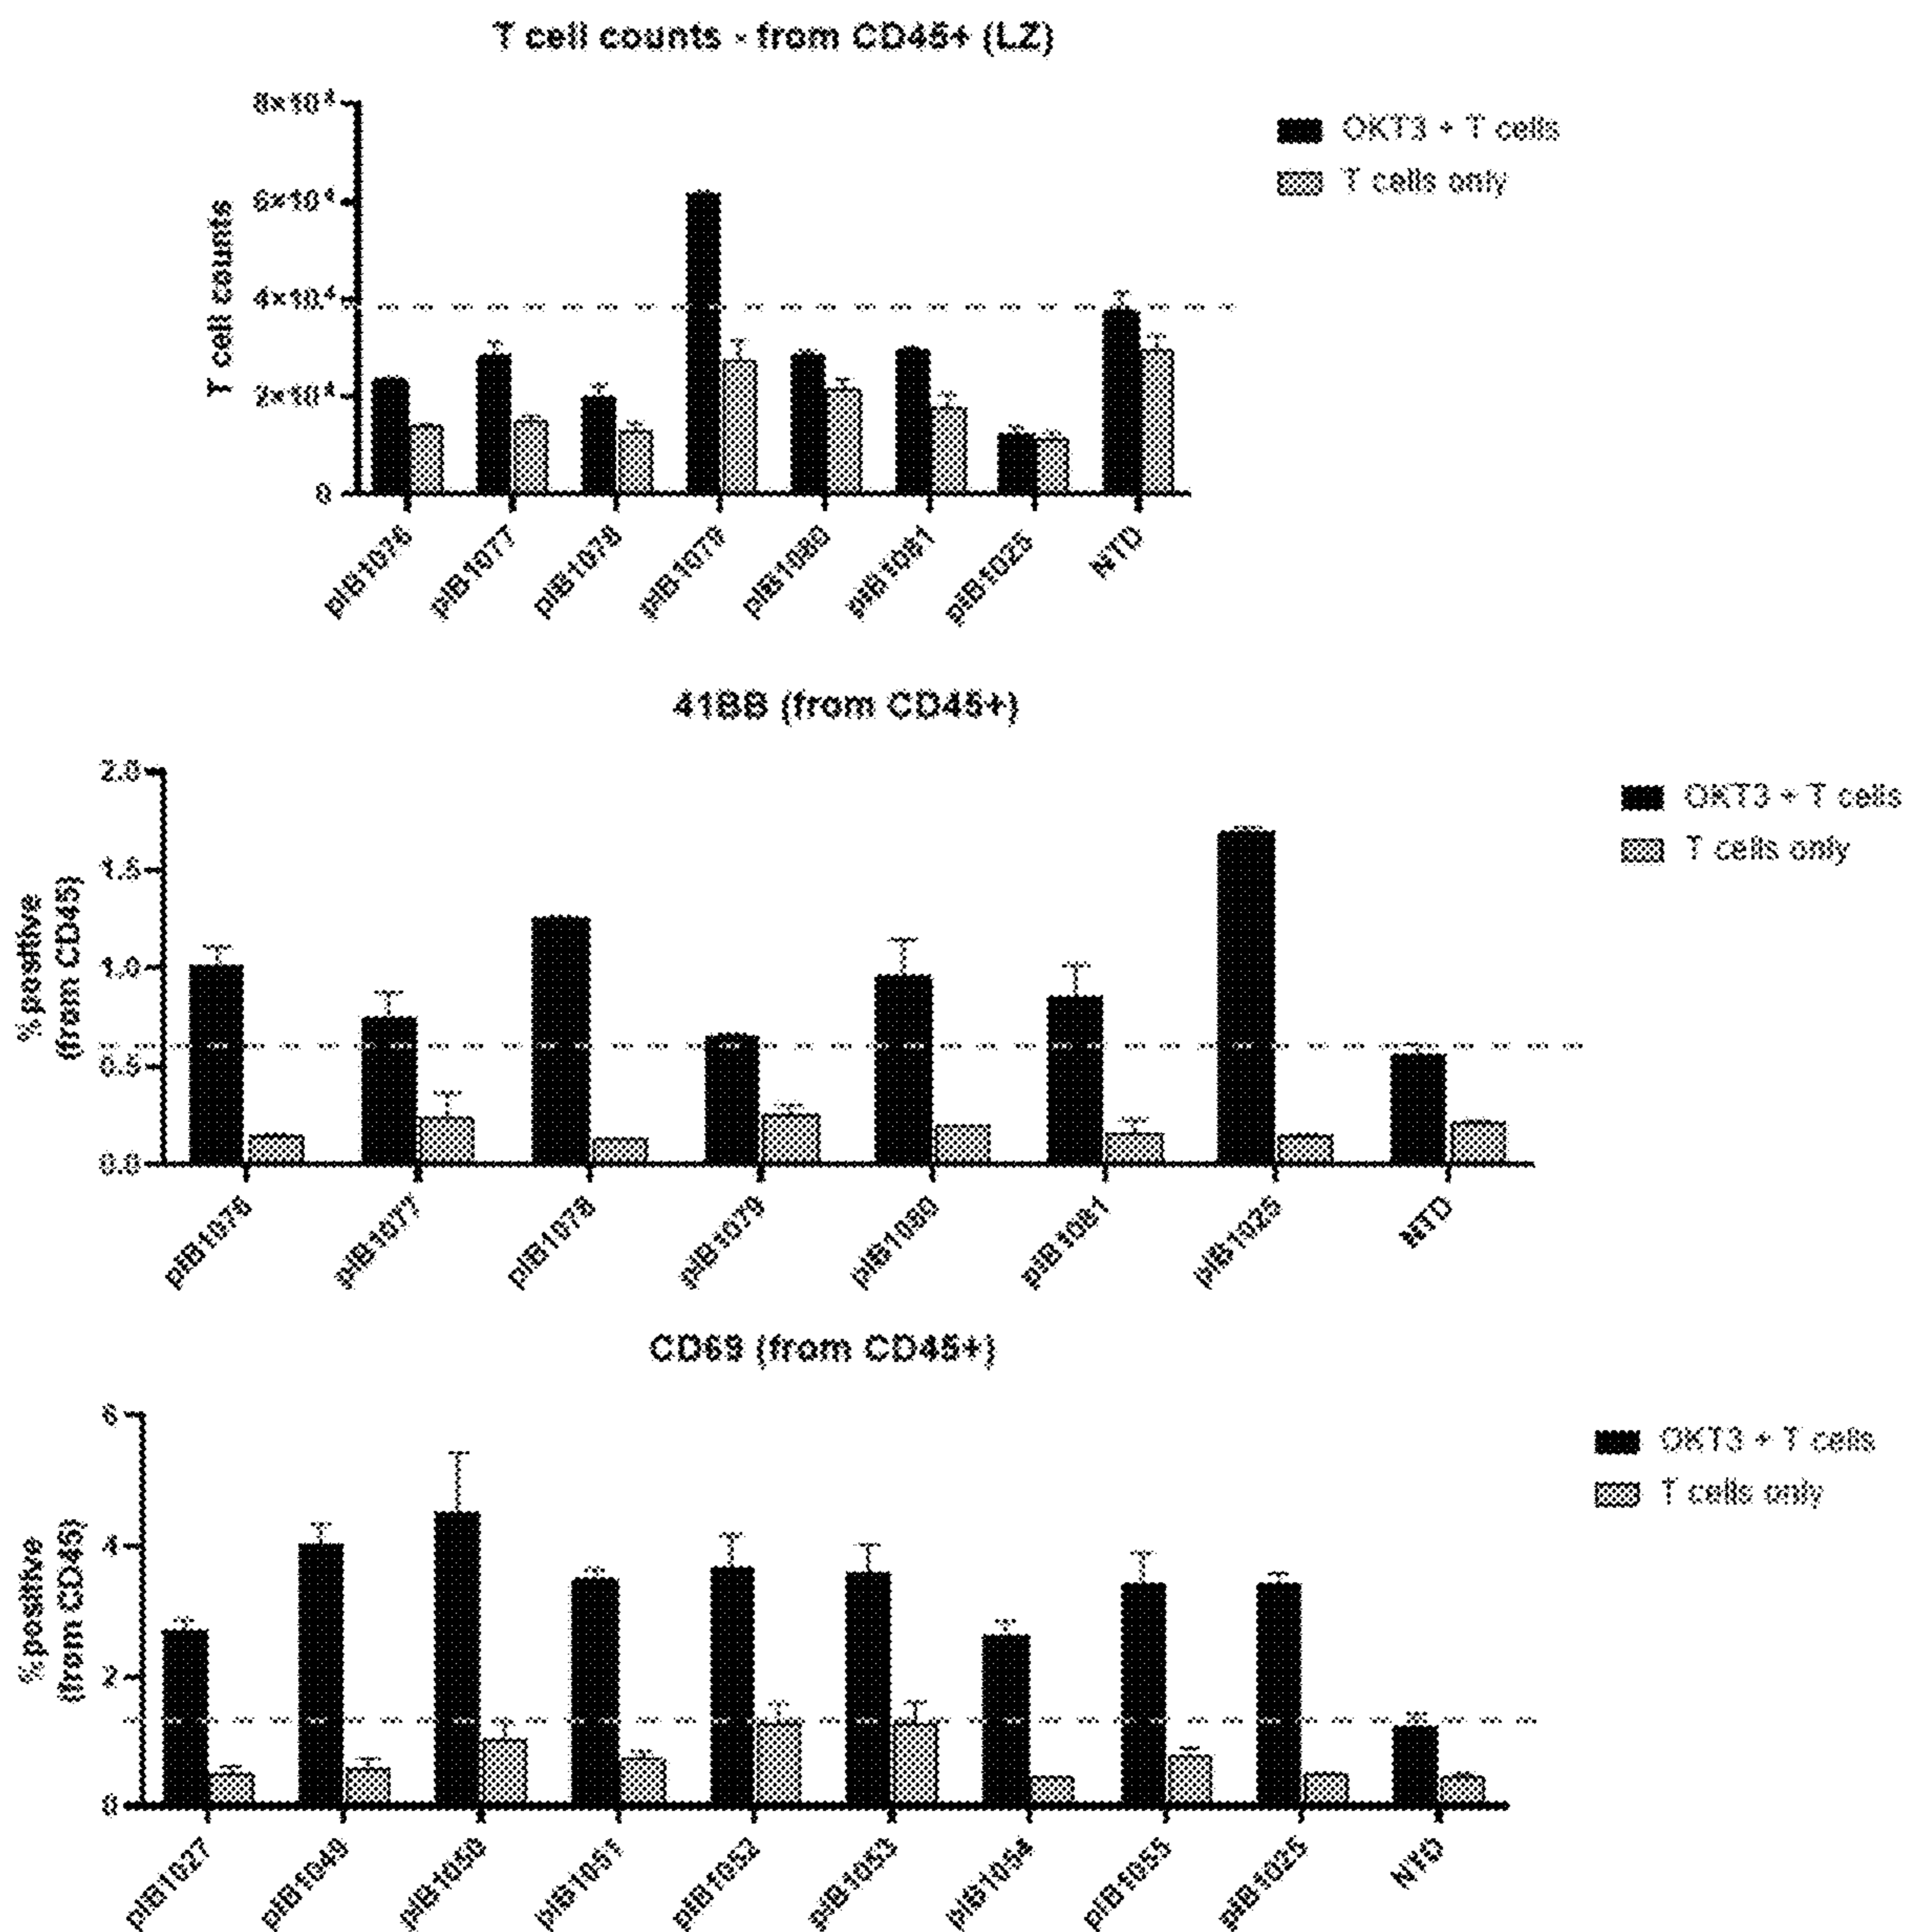 T cell counts - from CD45+ (LZ)
8×10⁴
6×10⁴
4×10⁴
2×10⁴
0
T cell counts
OKT3 + T cells
T cells only
pIB1076
pIB1077
pIB1078
pIB1079
pIB1080
pIB1081
pIB1025
NTD
41BB (from CD45+)
2.0
1.5
1.0
0.5
0.0
% positive
(from CD45)
OKT3 + T cells
T cells only
pIB1076
pIB1077
pIB1078
pIB1079
pIB1080
pIB1081
pIB1025
NTD
CD69 (from CD45+)
6
4
2
0
% positive
(from CD45)
OKT3 + T cells
T cells only
pIB1027
pIB1049
pIB1050
pIB1051
pIB1052
pIB1053
pIB1054
pIB1055
pIB1025
NTD